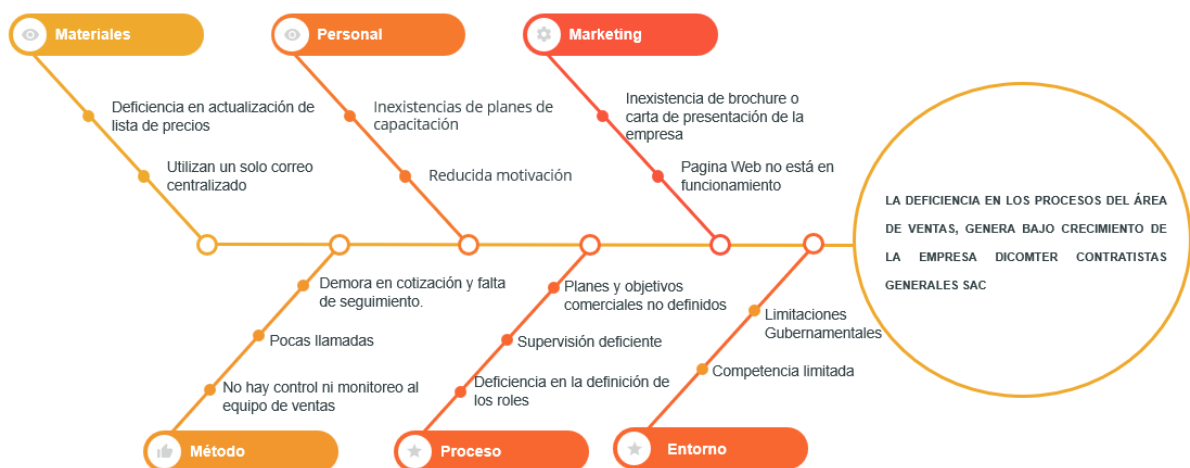 Materiales
Personal
Marketing
Deficiencia en actualización de
lista de precios
Utilizan un solo correo
centralizado
Inexistencias de planes de
capacitación
Reducida motivación
Inexistencia de brochure o
carta de presentación de la
empresa
Pagina Web no está en
funcionamiento
LA DEFICIENCIA EN LOS PROCESOS DEL ÁREA
DE VENTAS, GENERA BAJO CRECIMIENTO DE
LA EMPRESA DICOMTER CONTRATISTAS
GENERALES SAC
Demora en cotización y falta
de seguimiento.
Pocas llamadas
No hay control ni monitoreo al
equipo de ventas
Planes y objetivos
comerciales no definidos
Supervisión deficiente
Deficiencia en la definición de
los roles
Limitaciones
Gubernamentales
Competencia limitada
Método
Proceso
Entorno